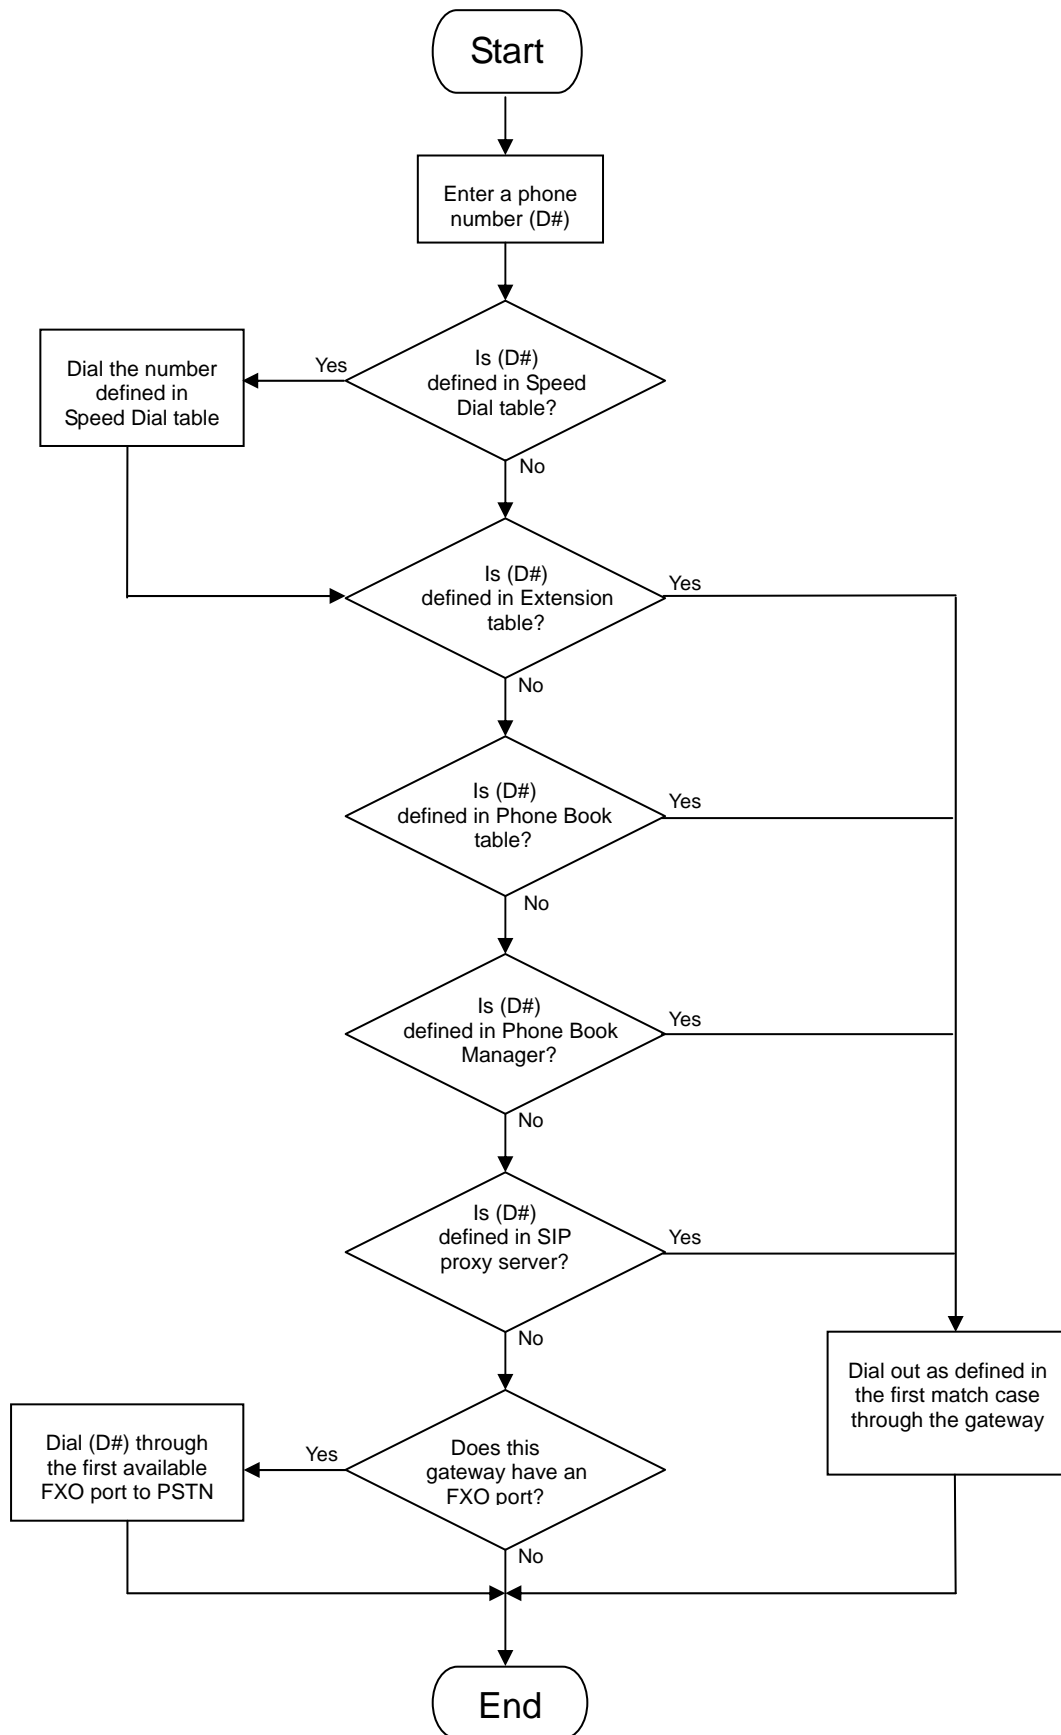 Start
Enter a phone
number (D#)
Is (D#)
defined in Speed
Dial table?
Yes
Dial the number
defined in
Speed Dial table
No
Is (D#)
defined in Extension
table?
Yes
No
Is (D#)
defined in Phone Book
table?
Yes
No
Is (D#)
defined in Phone Book
Manager?
Yes
No
Is (D#)
defined in SIP
proxy server?
Yes
No
Dial out as defined in
the first match case
through the gateway
Does this
gateway have an
FXO port?
Yes
Dial (D#) through
the first available
FXO port to PSTN
No
End